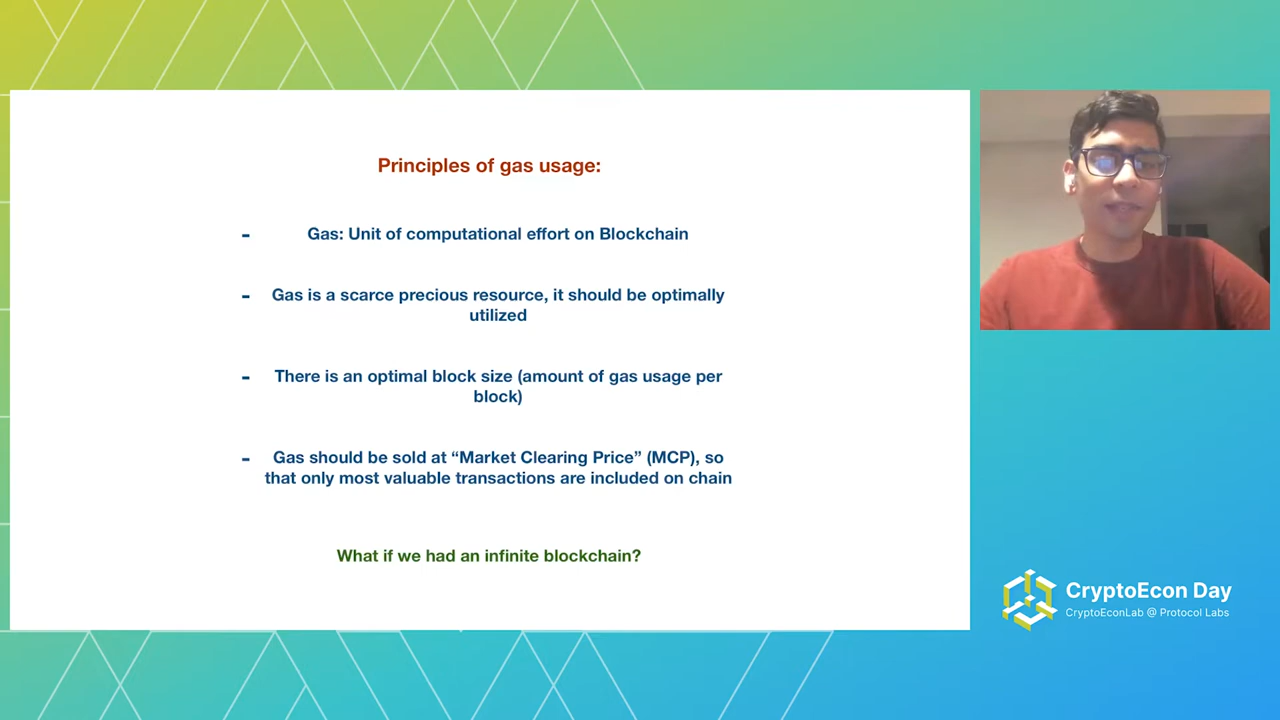 Principles of gas usage:
- Gas: Unit of computational effort on Blockchain
- Gas is a scarce precious resource, it should be optimally
utilized
- There is an optimal block size (amount of gas usage per
block)
- Gas should be sold at “Market Clearing Price” (MCP), so
that only most valuable transactions are included on chain
What if we had an infinite blockchain?
CryptoEcon Day
CryptoEconLab @ Protocol Labs